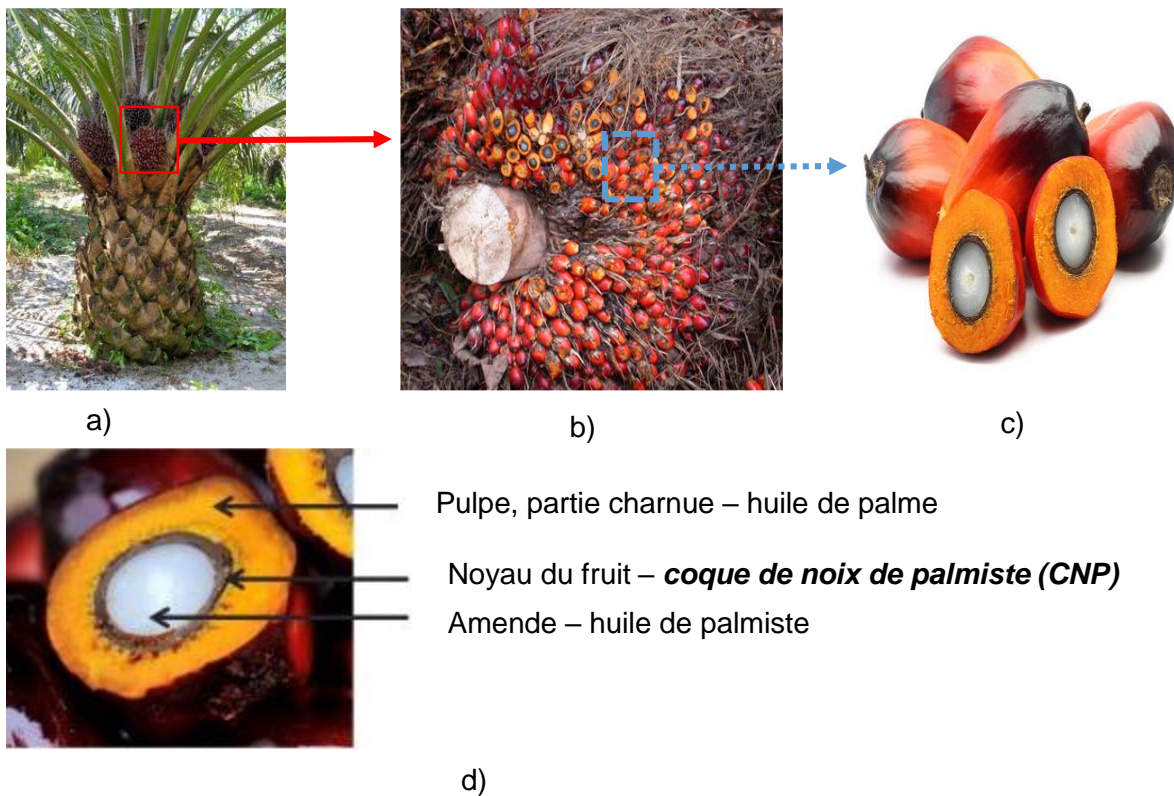 a)
b)
c)
Pulpe, partie charnue – huile de palme
Noyau du fruit – coque de noix de palmiste (CNP)
Amende – huile de palmiste
d)